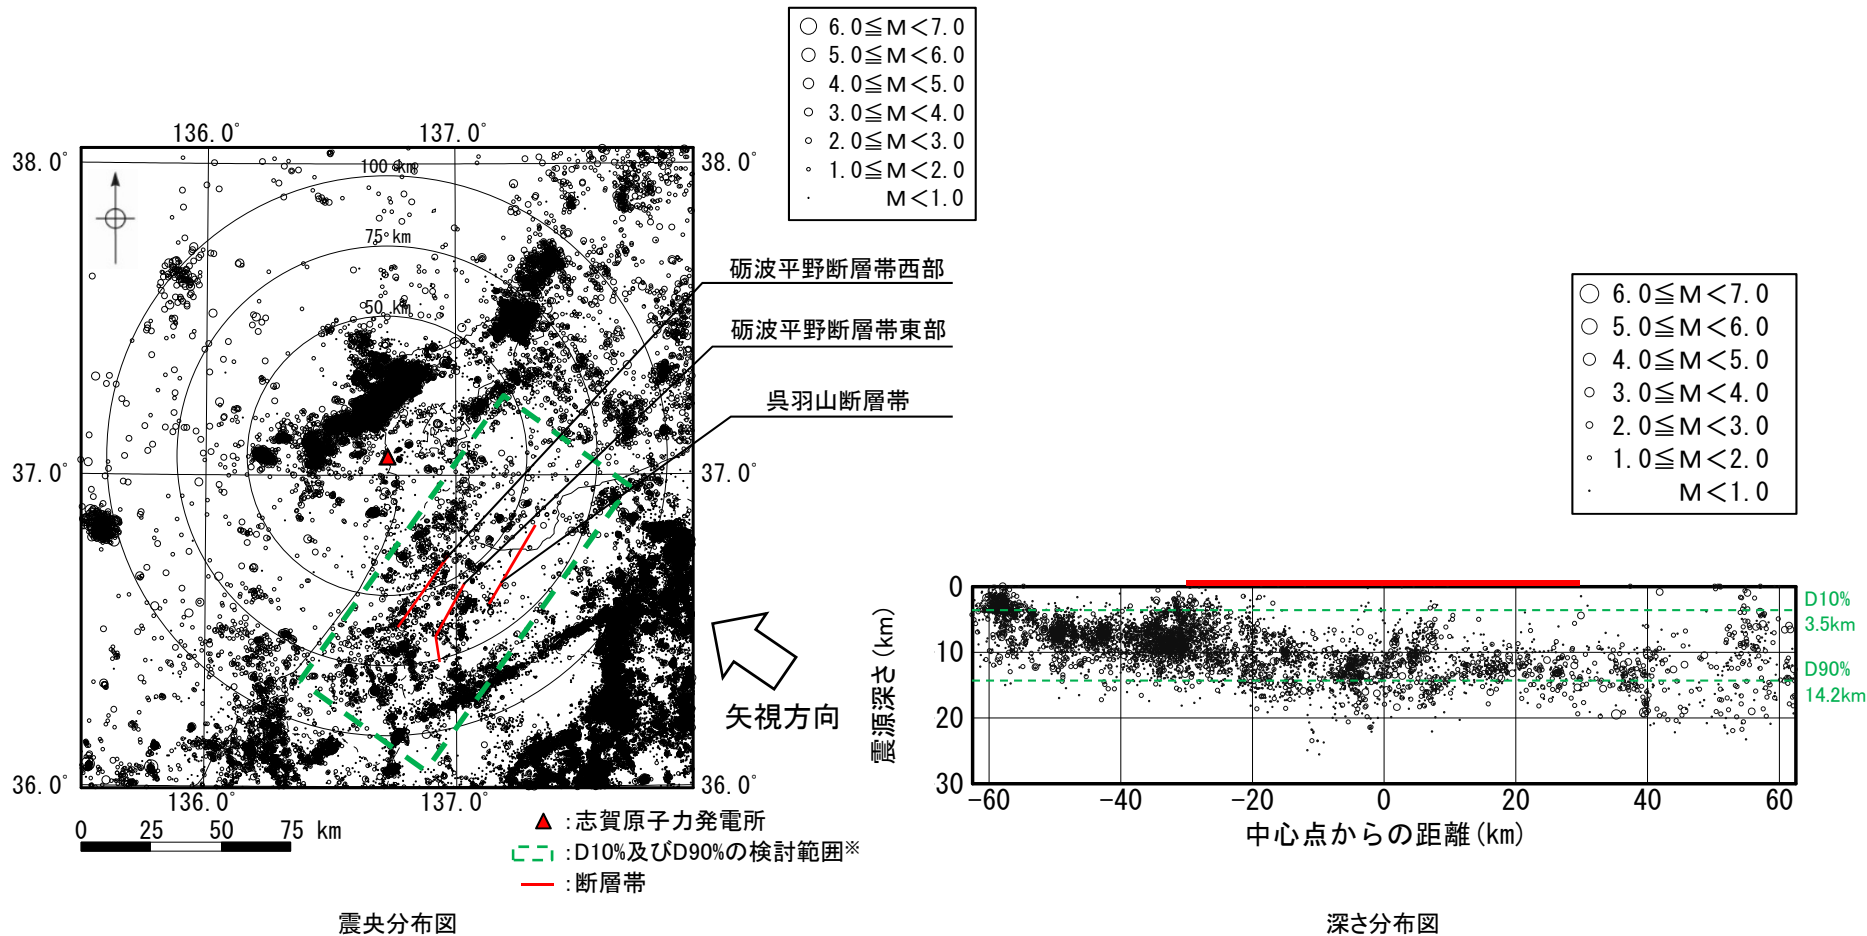 6.0≦M<7.0
5.0≦M<6.0
4.0≦M<5.0
3.0≦M<4.0
2.0≦M<3.0
1.0≦M<2.0
M<1.0
136.0°
137.0°
38.0°
38.0°
100 km
75 km
50 km
砺波平野断層帯西部
砺波平野断層帯東部
呉羽山断層帯
37.0°
37.0°
矢視方向
36.0°
36.0°
136.0°
137.0°
0 25 50 75 km
:志賀原子力発電所
:D10%及びD90%の検討範囲※
:断層帯
震央分布図
6.0≦M<7.0
5.0≦M<6.0
4.0≦M<5.0
3.0≦M<4.0
2.0≦M<3.0
1.0≦M<2.0
M<1.0
0
10
20
30
震源深さ(km)
D10%
3.5km
D90%
14.2km
-60 -40 -20 0 20 40 60
中心点からの距離(km)
深さ分布図